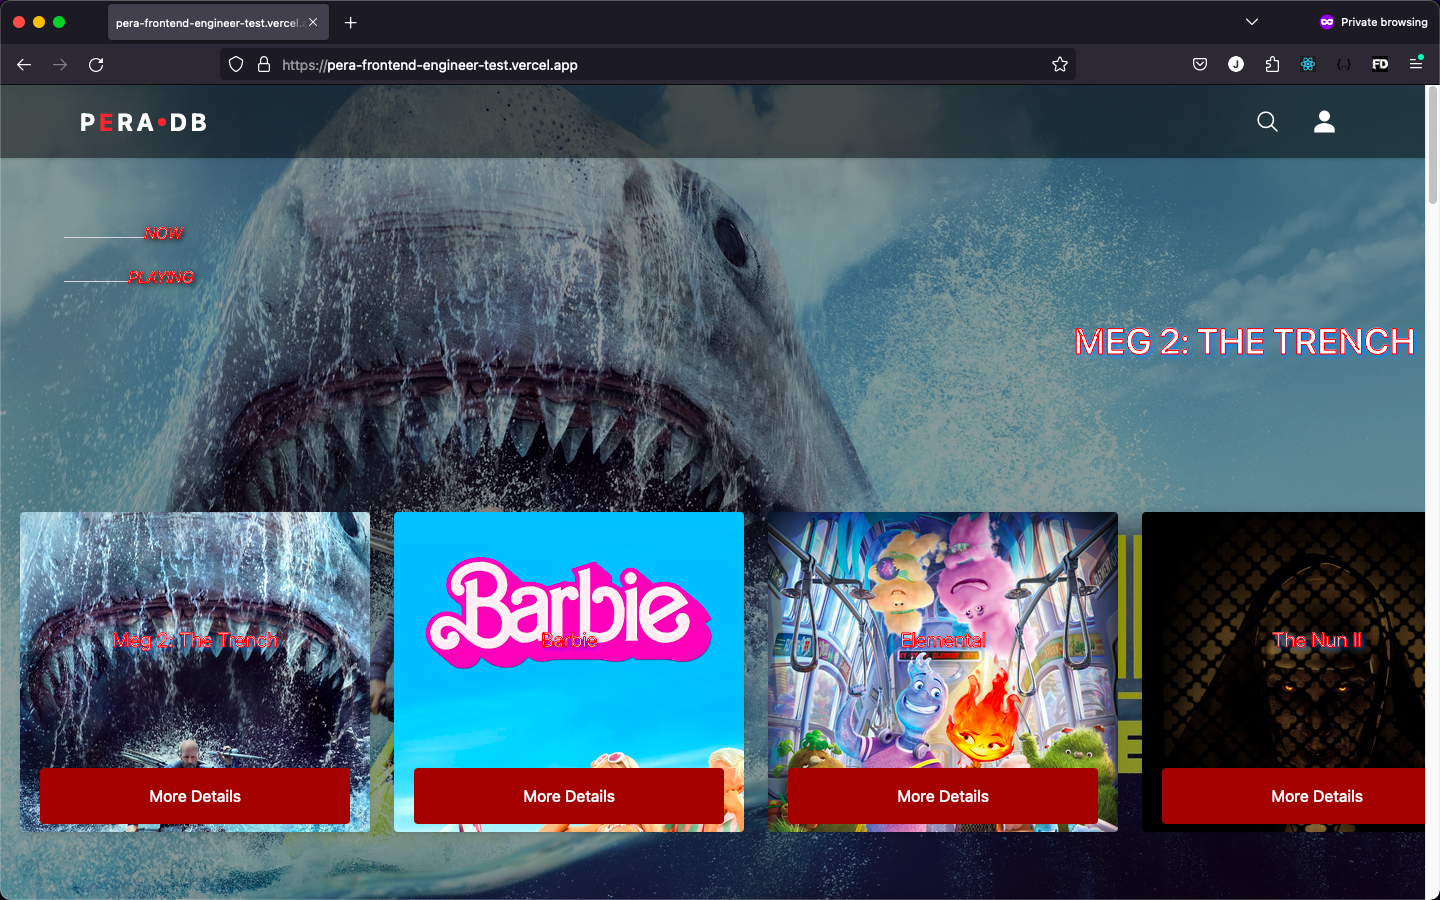 pera-frontend-engineer-test.vercel.a
Private browsing
https://pera-frontend-engineer-test.vercel.app
J
FD
PERA•DB
NOW
PLAYING
MEG 2: THE TRENCH
Barbie
Meg 2: The Trench
Barbie
Elemental
The Nun II
E
More Details
More Details
More Details
More Details